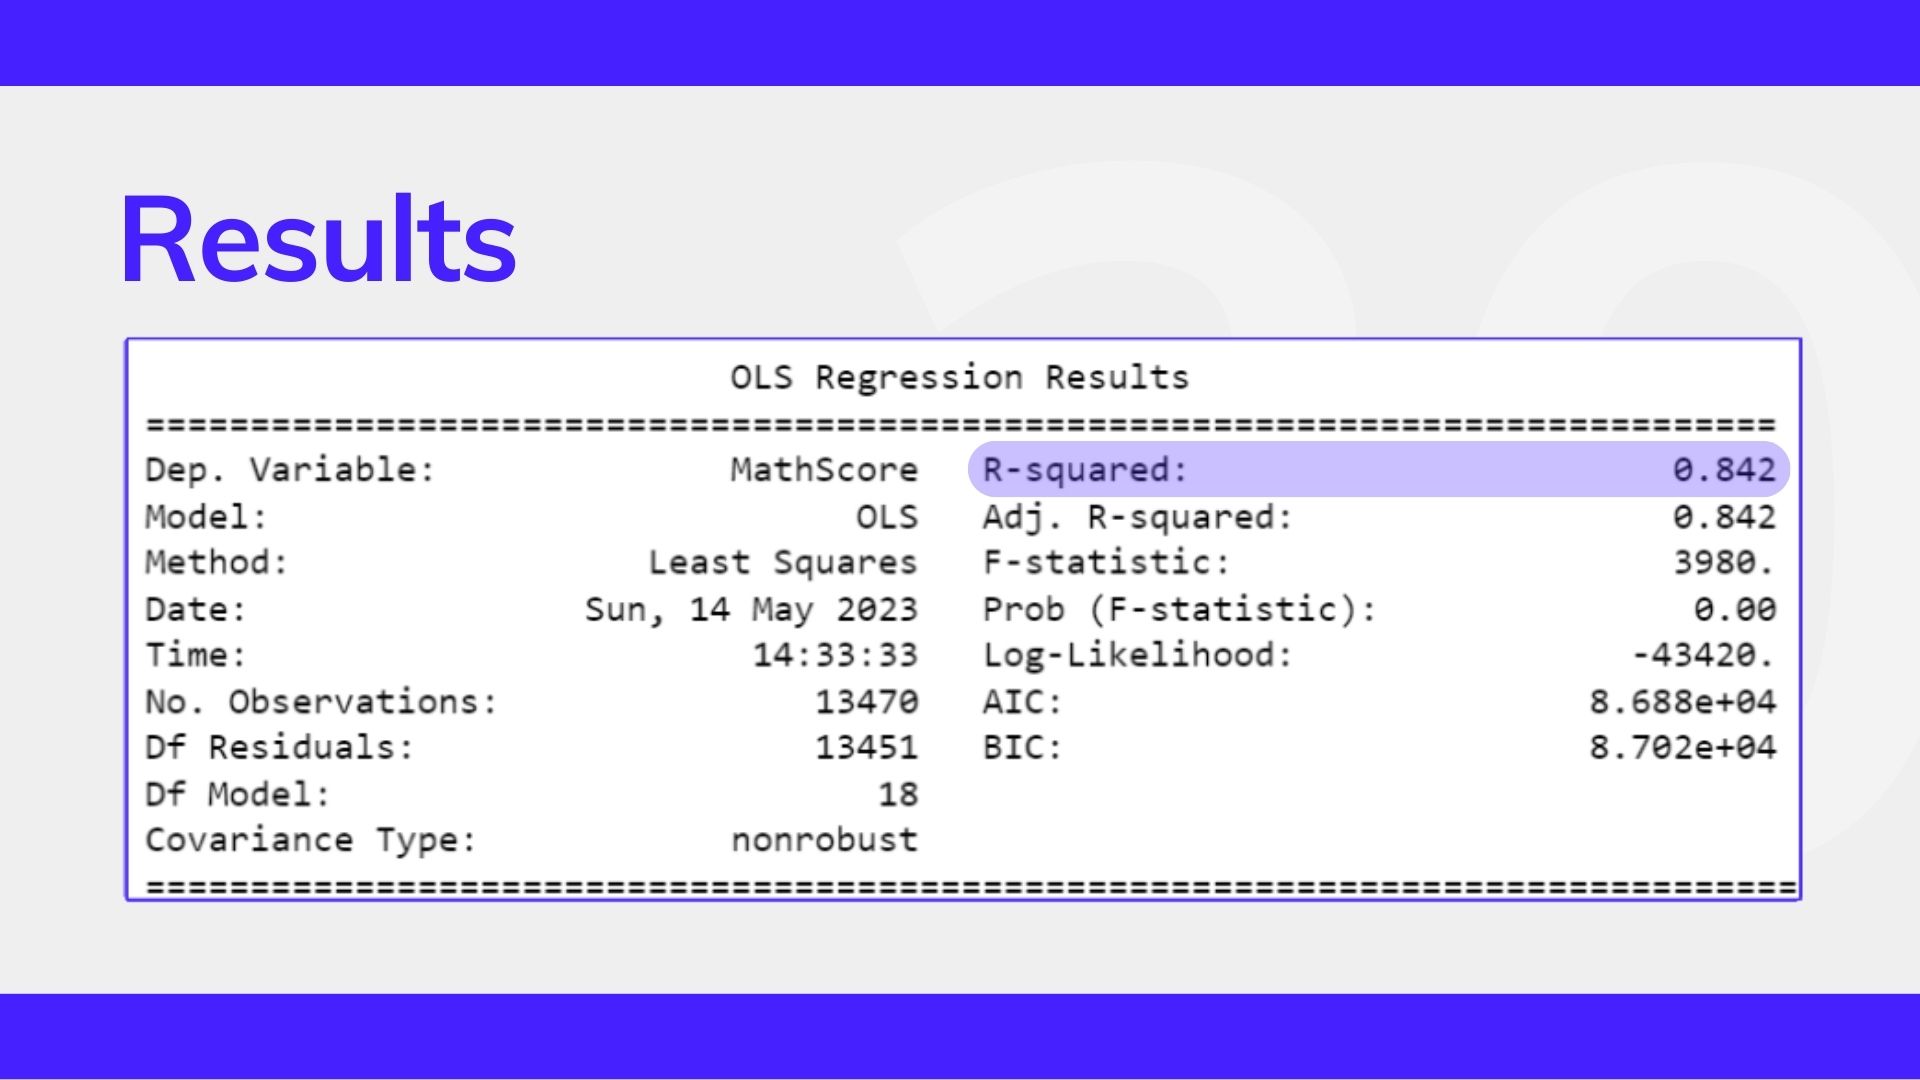 Results
OLS Regression Results
==============================================================================
Dep. Variable: MathScore R-squared: 0.842
Model: OLS Adj. R-squared: 0.842
Method: Least Squares F-statistic: 3980.
Date: Sun, 14 May 2023 Prob (F-statistic): 0.00
Time: 14:33:33 Log-Likelihood: -43420.
No. Observations: 13470 AIC: 8.688e+04
Df Residuals: 13451 BIC: 8.702e+04
Df Model: 18
Covariance Type: nonrobust
===============================================================================